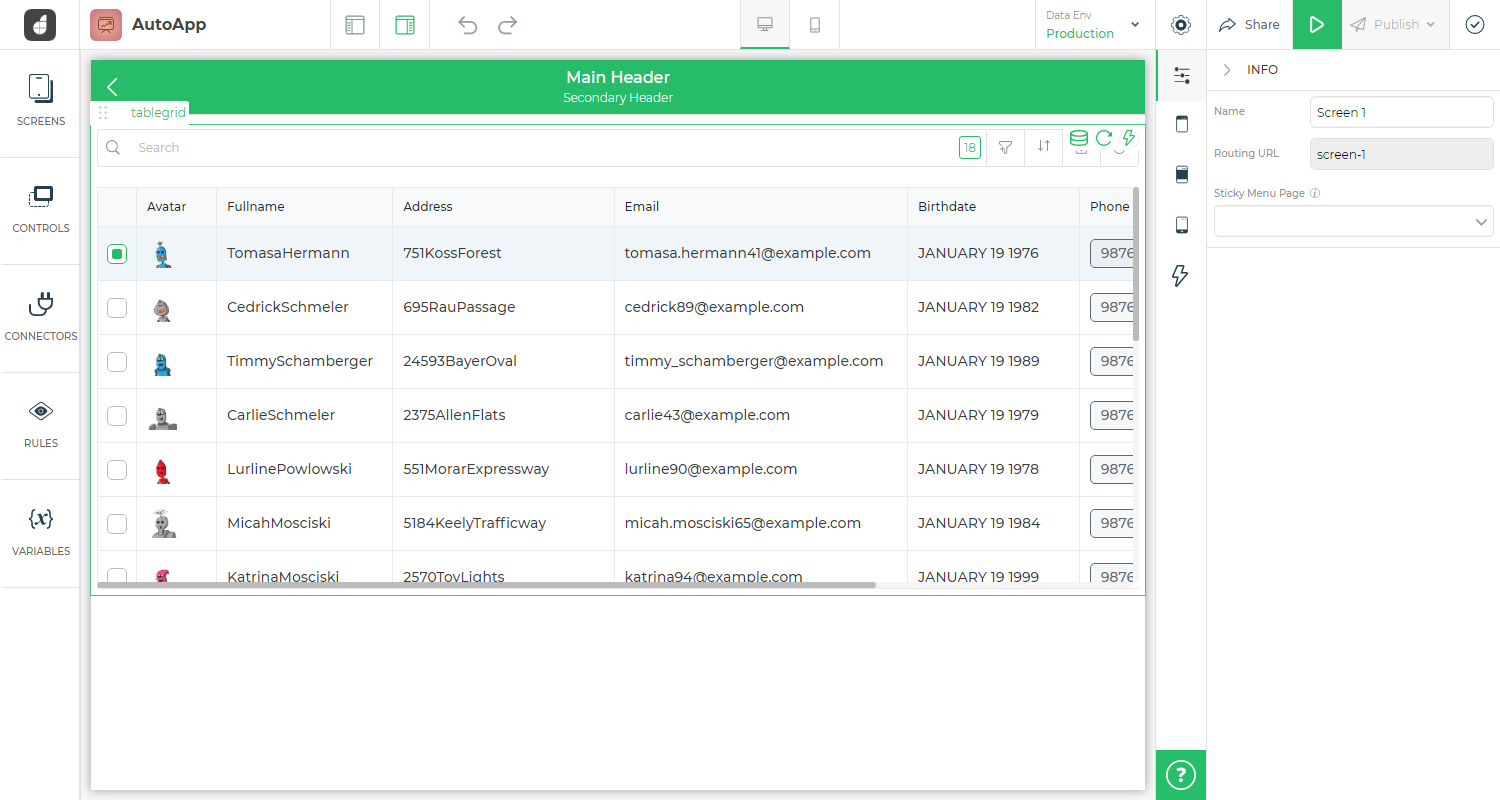 AutoApp
Data Env
Production
Share
Publish
SCREENS
CONTROLS
CONNECTORS
RULES
{x}
VARIABLES
Main Header
Secondary Header
tablegrid
Search
18
Avatar Fullname Address Email Birthdate Phone
TomasaHermann 751KossForest tomasa.hermann41@example.com JANUARY 19 1976 9876
CedrickSchmeler 695RauPassage cedrick89@example.com JANUARY 19 1982 9876
TimmySchamberger 24593BayerOval timmy_schamberger@example.com JANUARY 19 1989 9876
CarlieSchmeler 2375AllenFlats carlie43@example.com JANUARY 19 1979 9876
LurlinePowlowski 551MorarExpressway lurline90@example.com JANUARY 19 1978 9876
MicahMosciski 5184KeelyTrafficway micah.mosciski65@example.com JANUARY 19 1984 9876
KatrinaMosciski 2570ToyLights katrina94@example.com JANUARY 19 1999 9876
INFO
Name Screen 1
Routing URL screen-1
Sticky Menu Page
?